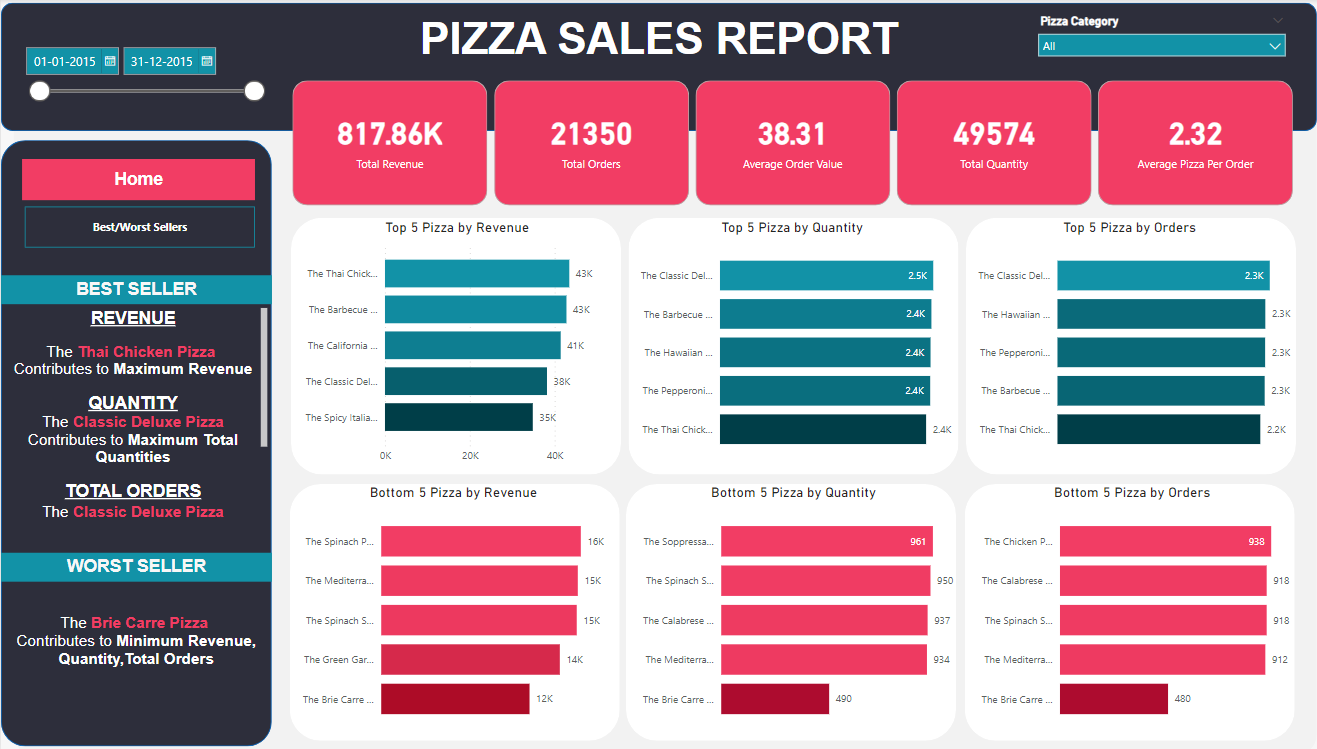 PIZZA SALES REPORT
Pizza Category
All
01-01-2015
31-12-2015
817.86K
Total Revenue
21350
Total Orders
38.31
Average Order Value
49574
Total Quantity
2.32
Average Pizza Per Order
Home
Best/Worst Sellers
BEST SELLER
REVENUE
The Thai Chicken Pizza
Contributes to Maximum Revenue
QUANTITY
The Classic Deluxe Pizza
Contributes to Maximum Total
Quantities
TOTAL ORDERS
The Classic Deluxe Pizza
WORST SELLER
The Brie Carre Pizza
Contributes to Minimum Revenue,
Quantity,Total Orders
Top 5 Pizza by Revenue
The Thai Chick... 43K
The Barbecue ... 43K
The California ... 41K
The Classic Del... 38K
The Spicy Italia... 35K
0K 20K 40K
Top 5 Pizza by Quantity
The Classic Del... 2.5K
The Barbecue ... 2.4K
The Hawaiian ... 2.4K
The Pepperoni... 2.4K
The Thai Chick... 2.4K
Top 5 Pizza by Orders
The Classic Del... 2.3K
The Hawaiian ... 2.3K
The Pepperoni... 2.3K
The Barbecue ... 2.3K
The Thai Chick... 2.2K
Bottom 5 Pizza by Revenue
The Spinach P... 16K
The Mediterra... 15K
The Spinach S... 15K
The Green Gar... 14K
The Brie Carre ... 12K
Bottom 5 Pizza by Quantity
The Soppressa... 961
The Spinach S... 950
The Calabrese ... 937
The Mediterra... 934
The Brie Carre ... 490
Bottom 5 Pizza by Orders
The Chicken P... 938
The Calabrese ... 918
The Spinach S... 918
The Mediterra... 912
The Brie Carre ... 480